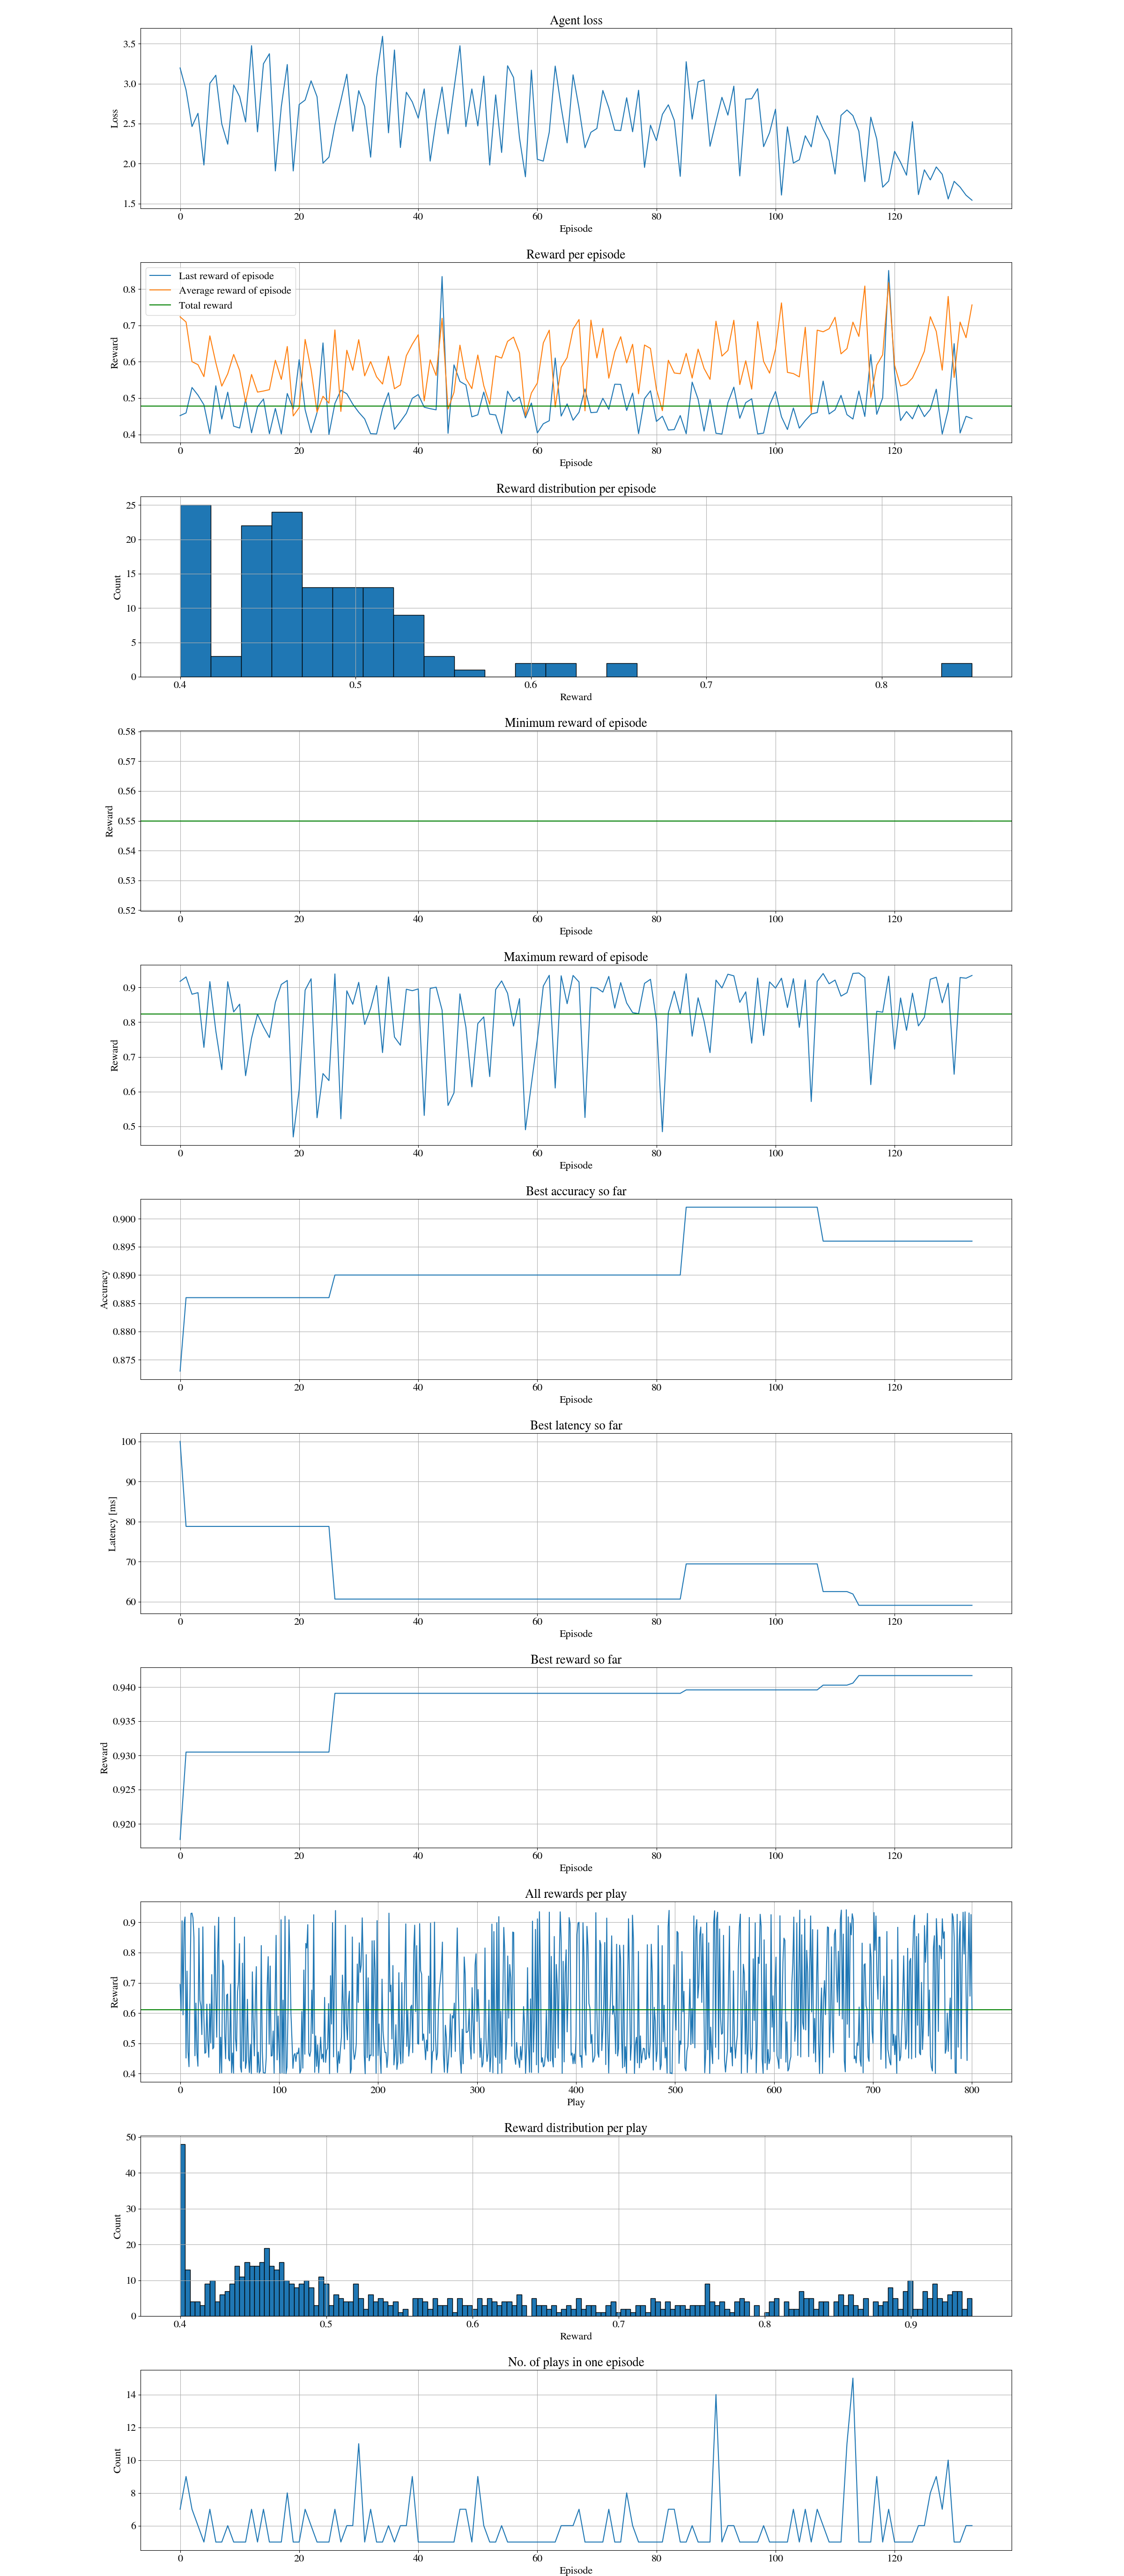 Agent loss
3.5
3.0
2.5
2.0
1.5
Loss
0 20 40 60 80 100 120
Episode
Reward per episode
Last reward of episode
Average reward of episode
Total reward
0.8
0.7
0.6
0.5
0.4
Reward
0 20 40 60 80 100 120
Episode
Reward distribution per episode
25
20
15
10
5
0
Count
0.4 0.5 0.6 0.7 0.8
Reward
Minimum reward of episode
0.58
0.57
0.56
0.55
0.54
0.53
0.52
Reward
0 20 40 60 80 100 120
Episode
Maximum reward of episode
0.9
0.8
0.7
0.6
0.5
Reward
0 20 40 60 80 100 120
Episode
Best accuracy so far
0.900
0.895
0.890
0.885
0.880
0.875
Accuracy
0 20 40 60 80 100 120
Episode
Best latency so far
100
90
80
70
60
Latency [ms]
0 20 40 60 80 100 120
Episode
Best reward so far
0.940
0.935
0.930
0.925
0.920
Reward
0 20 40 60 80 100 120
Episode
All rewards per play
0.9
0.8
0.7
0.6
0.5
0.4
Reward
0 100 200 300 400 500 600 700 800
Play
Reward distribution per play
50
40
30
20
10
0
Count
0.4 0.5 0.6 0.7 0.8 0.9
Reward
No. of plays in one episode
14
12
10
8
6
Count
0 20 40 60 80 100 120
Episode